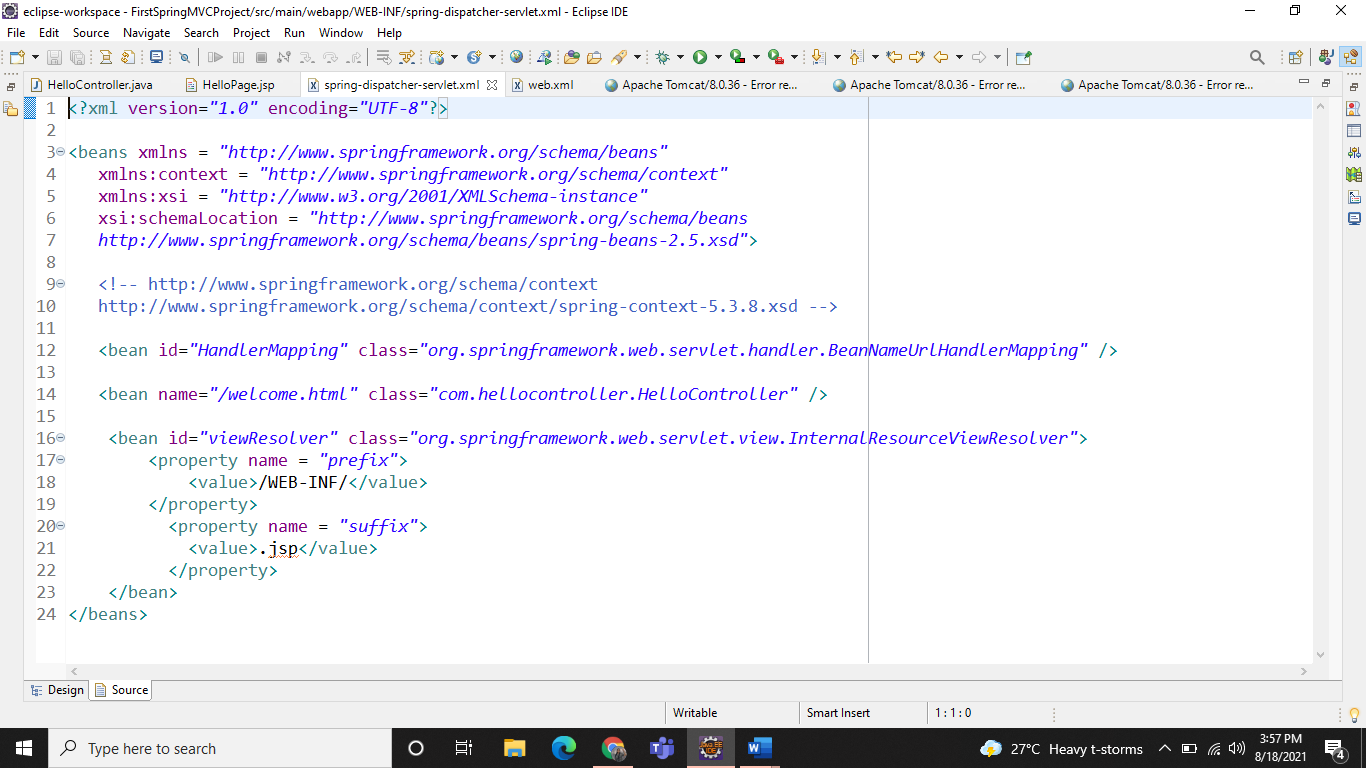 eclipse-workspace - FirstSpringMVCProject/src/main/webapp/WEB-INF/spring-dispatcher-servlet.xml - Eclipse IDE
File Edit Source Navigate Search Project Run Window Help
HelloController.java HelloPage.jsp spring-dispatcher-servlet.xml web.xml Apache Tomcat/8.0.36 - Error re... Apache Tomcat/8.0.36 - Error re... Apache Tomcat/8.0.36 - Error re...
1 <?xml version="1.0" encoding="UTF-8"?>
2
3 <beans xmlns = "http://www.springframework.org/schema/beans"
4 xmlns:context = "http://www.springframework.org/schema/context"
5 xmlns:xsi = "http://www.w3.org/2001/XMLSchema-instance"
6 xsi:schemaLocation = "http://www.springframework.org/schema/beans
7 http://www.springframework.org/schema/beans/spring-beans-2.5.xsd">
8
9 <!-- http://www.springframework.org/schema/context
10 http://www.springframework.org/schema/context/spring-context-5.3.8.xsd -->
11
12 <bean id="HandlerMapping" class="org.springframework.web.servlet.handler.BeanNameUrlHandlerMapping" />
13
14 <bean name="/welcome.html" class="com.hellocontroller.HelloController" />
15
16 <bean id="viewResolver" class="org.springframework.web.servlet.view.InternalResourceViewResolver">
17 <property name = "prefix">
18 <value>/WEB-INF/</value>
19 </property>
20 <property name = "suffix">
21 <value>.jsp</value>
22 </property>
23 </bean>
24 </beans>
Design Source
Writable Smart Insert 1 : 1 : 0
Type here to search
27°C Heavy t-storms
3:57 PM
8/18/2021
4